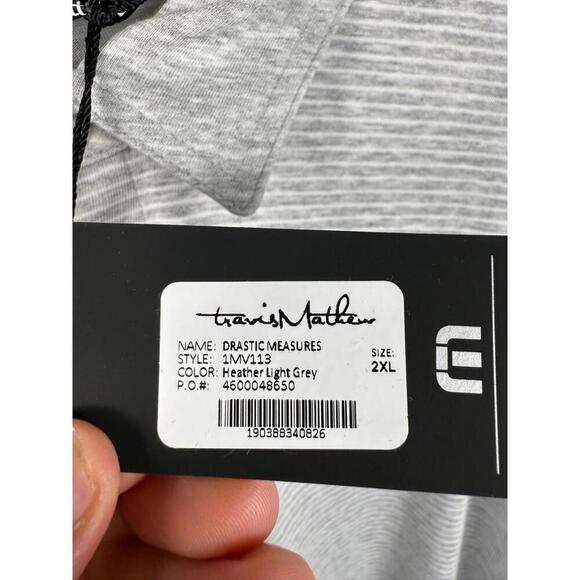 travisMathew
NAME: DRASTIC MEASURES
STYLE: 1MV113
COLOR: Heather Light Grey
P.O.#: 4600048650
SIZE:
2XL
190388340826